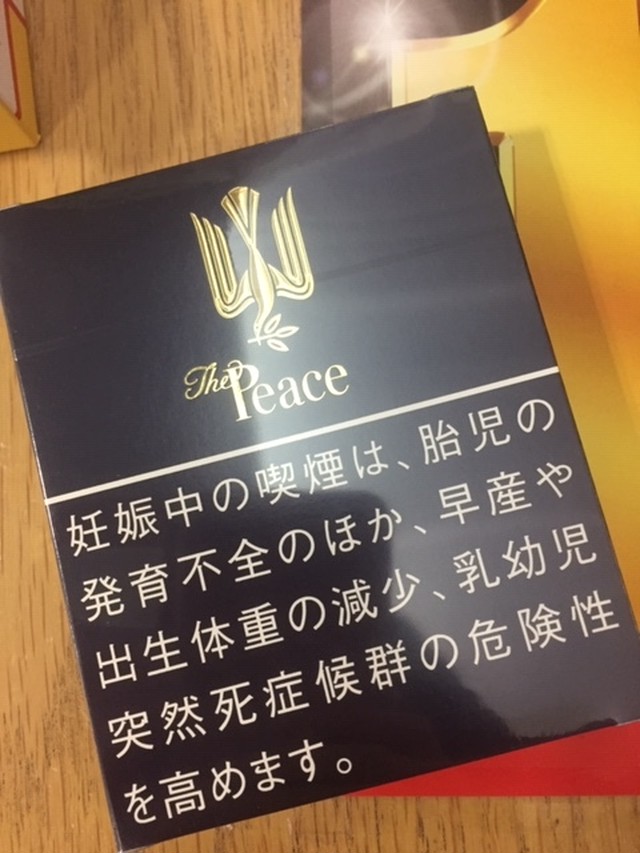 The Peace
妊娠中の喫煙は、胎児の
発育不全のほか、早産や
出生体重の減少、乳幼児
突然死症候群の危険性
を高めます。